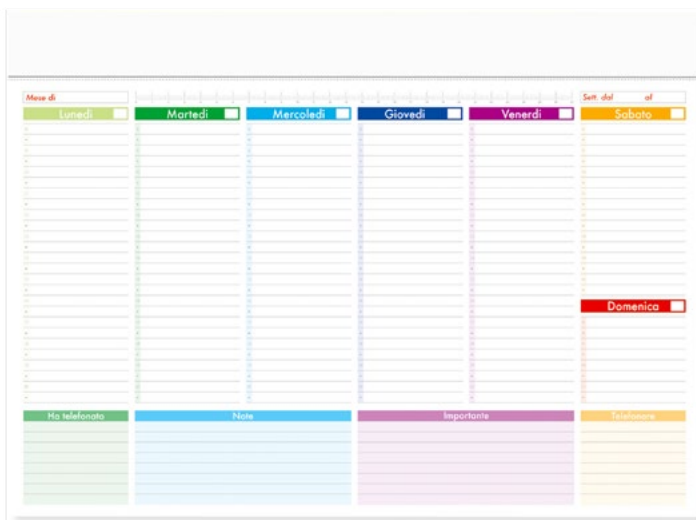 Mese di
Sett. dal al
Lunedì
Martedì
Mercoledì
Giovedì
Venerdì
Sabato
Domenica
Ha telefonato
Note
Importante
Telefonare